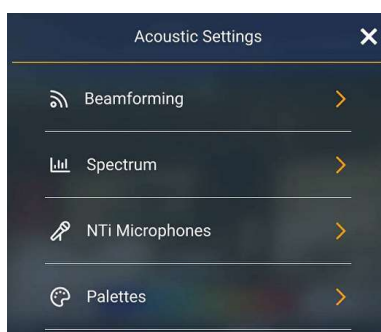 Acoustic Settings
Beamforming
Spectrum
NTi Microphones
Palettes